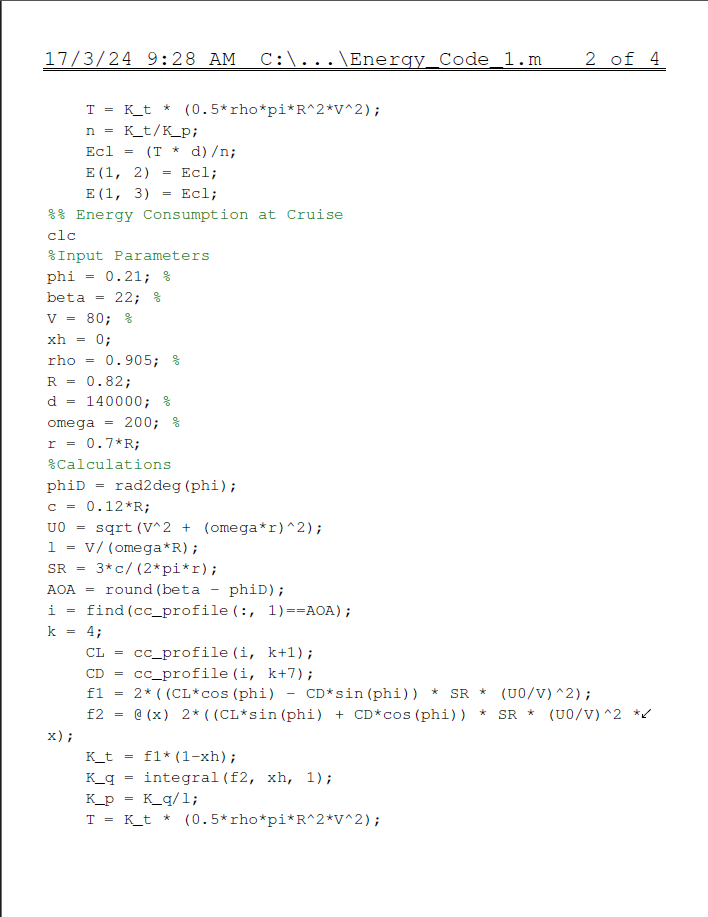 17/3/24 9:28 AM C:\...\Energy_Code_1.m 2 of 4
T = K_t * (0.5*rho*pi*R^2*V^2);
n = K_t/K_p;
Ecl = (T * d)/n;
E(1, 2) = Ecl;
E(1, 3) = Ecl;
%% Energy Consumption at Cruise
clc
%Input Parameters
phi = 0.21; %
beta = 22; %
V = 80; %
xh = 0;
rho = 0.905; %
R = 0.82;
d = 140000; %
omega = 200; %
r = 0.7*R;
%Calculations
phiD = rad2deg(phi);
c = 0.12*R;
U0 = sqrt(V^2 + (omega*r)^2);
l = V/(omega*R);
SR = 3*c/(2*pi*r);
AOA = round(beta - phiD);
i = find(cc_profile(:, 1)==AOA);
k = 4;
CL = cc_profile(i, k+1);
CD = cc_profile(i, k+7);
f1 = 2*((CL*cos(phi) - CD*sin(phi)) * SR * (U0/V)^2);
f2 = @(x) 2*((CL*sin(phi) + CD*cos(phi)) * SR * (U0/V)^2 *↙
x);
K_t = f1*(1-xh);
K_q = integral(f2, xh, 1);
K_p = K_q/l;
T = K_t * (0.5*rho*pi*R^2*V^2);